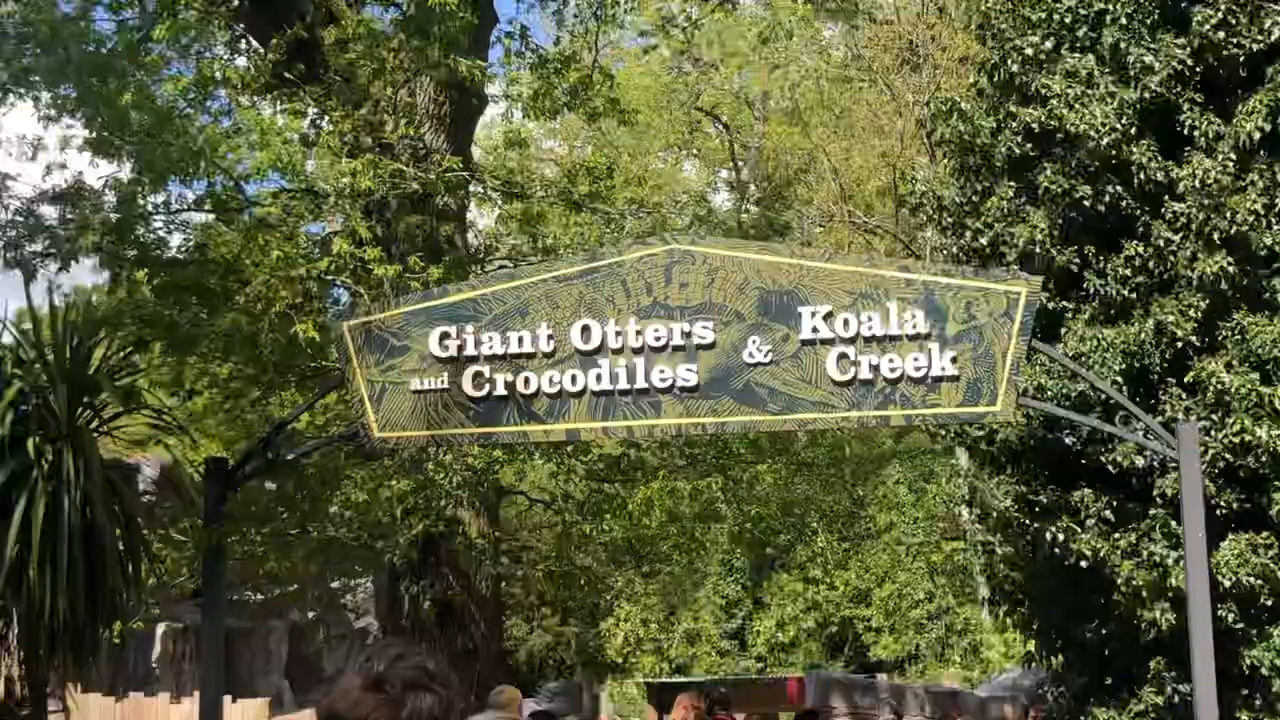 Giant Otters
and Crocodiles
&
Koala
Creek